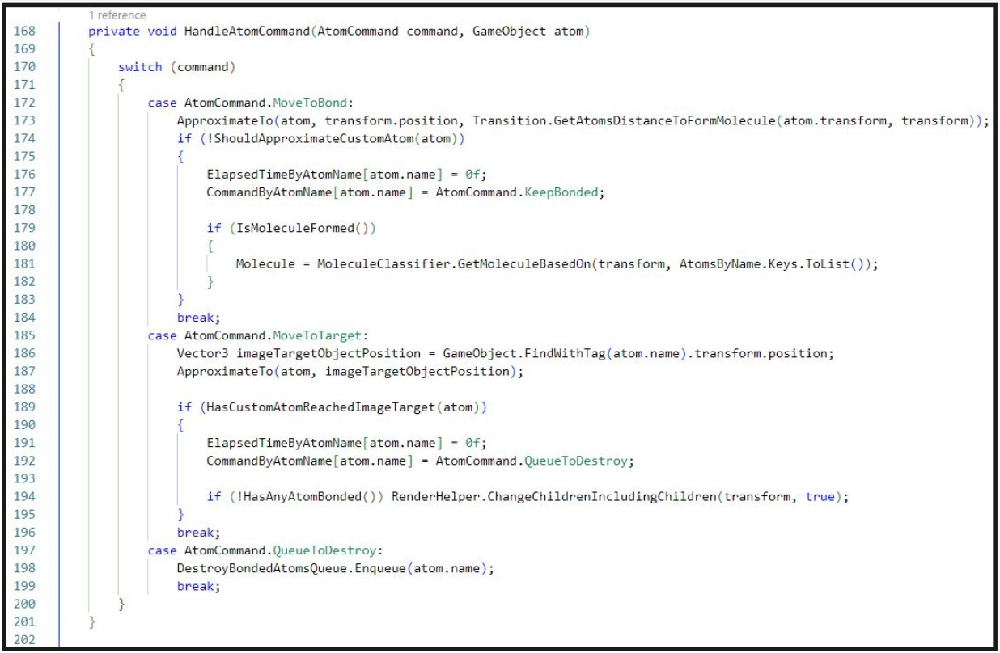 1 reference
168 private void HandleAtomCommand(AtomCommand command, GameObject atom)
169 {
170 switch (command)
171 {
172 case AtomCommand.MoveToBond:
173 ApproximateTo(atom, transform.position, Transition.GetAtomsDistanceToFormMolecule(atom.transform, transform));
174 if (!ShouldApproximateCustomAtom(atom))
175 {
176 ElapsedTimeByAtomName[atom.name] = 0f;
177 CommandByAtomName[atom.name] = AtomCommand.KeepBonded;
178
179 if (IsMoleculeFormed())
180 {
181 Molecule = MoleculeClassifier.GetMoleculeBasedOn(transform, AtomsByName.Keys.ToList());
182 }
183 }
184 break;
185 case AtomCommand.MoveToTarget:
186 Vector3 imageTargetObjectPosition = GameObject.FindWithTag(atom.name).transform.position;
187 ApproximateTo(atom, imageTargetObjectPosition);
188
189 if (HasCustomAtomReachedImageTarget(atom))
190 {
191 ElapsedTimeByAtomName[atom.name] = 0f;
192 CommandByAtomName[atom.name] = AtomCommand.QueueToDestroy;
193
194 if (!HasAnyAtomBonded()) RenderHelper.ChangeChildrenIncludingChildren(transform, true);
195 }
196 break;
197 case AtomCommand.QueueToDestroy:
198 DestroyBondedAtomsQueue.Enqueue(atom.name);
199 break;
200 }
201 }
202